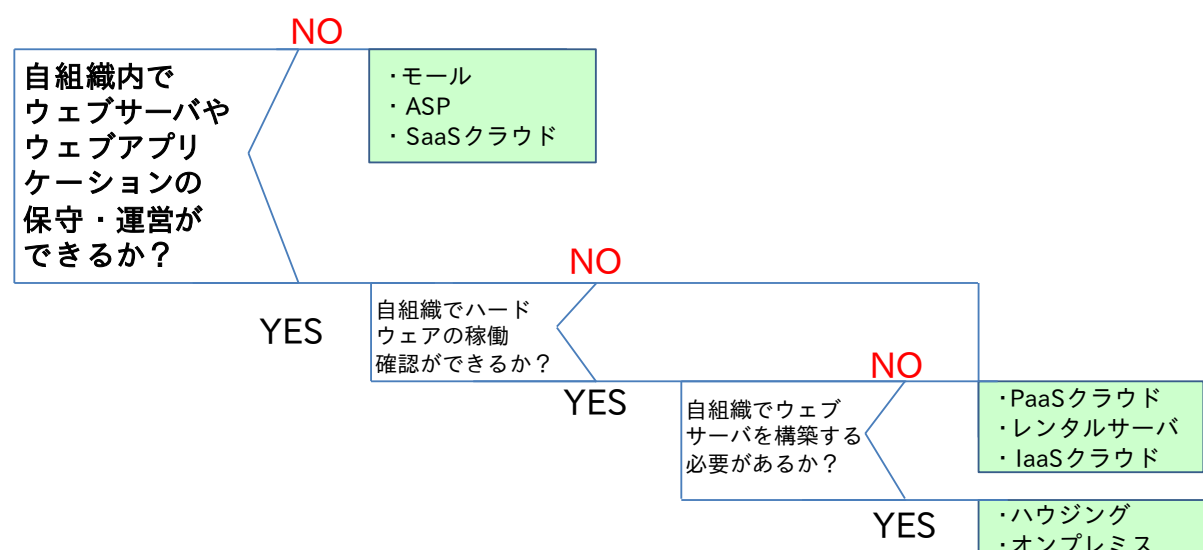 NO
自組織内で
ウェブサーバや
ウェブアプリ
ケーションの
保守・運営が
できるか？
・モール
・ASP
・SaaSクラウド
NO
YES
自組織でハード
ウェアの稼働
確認ができるか？
NO
YES
自組織でウェブ
サーバを構築する
必要があるか？
・PaaSクラウド
・レンタルサーバ
・IaaSクラウド
YES
・ハウジング
・オンプレミス